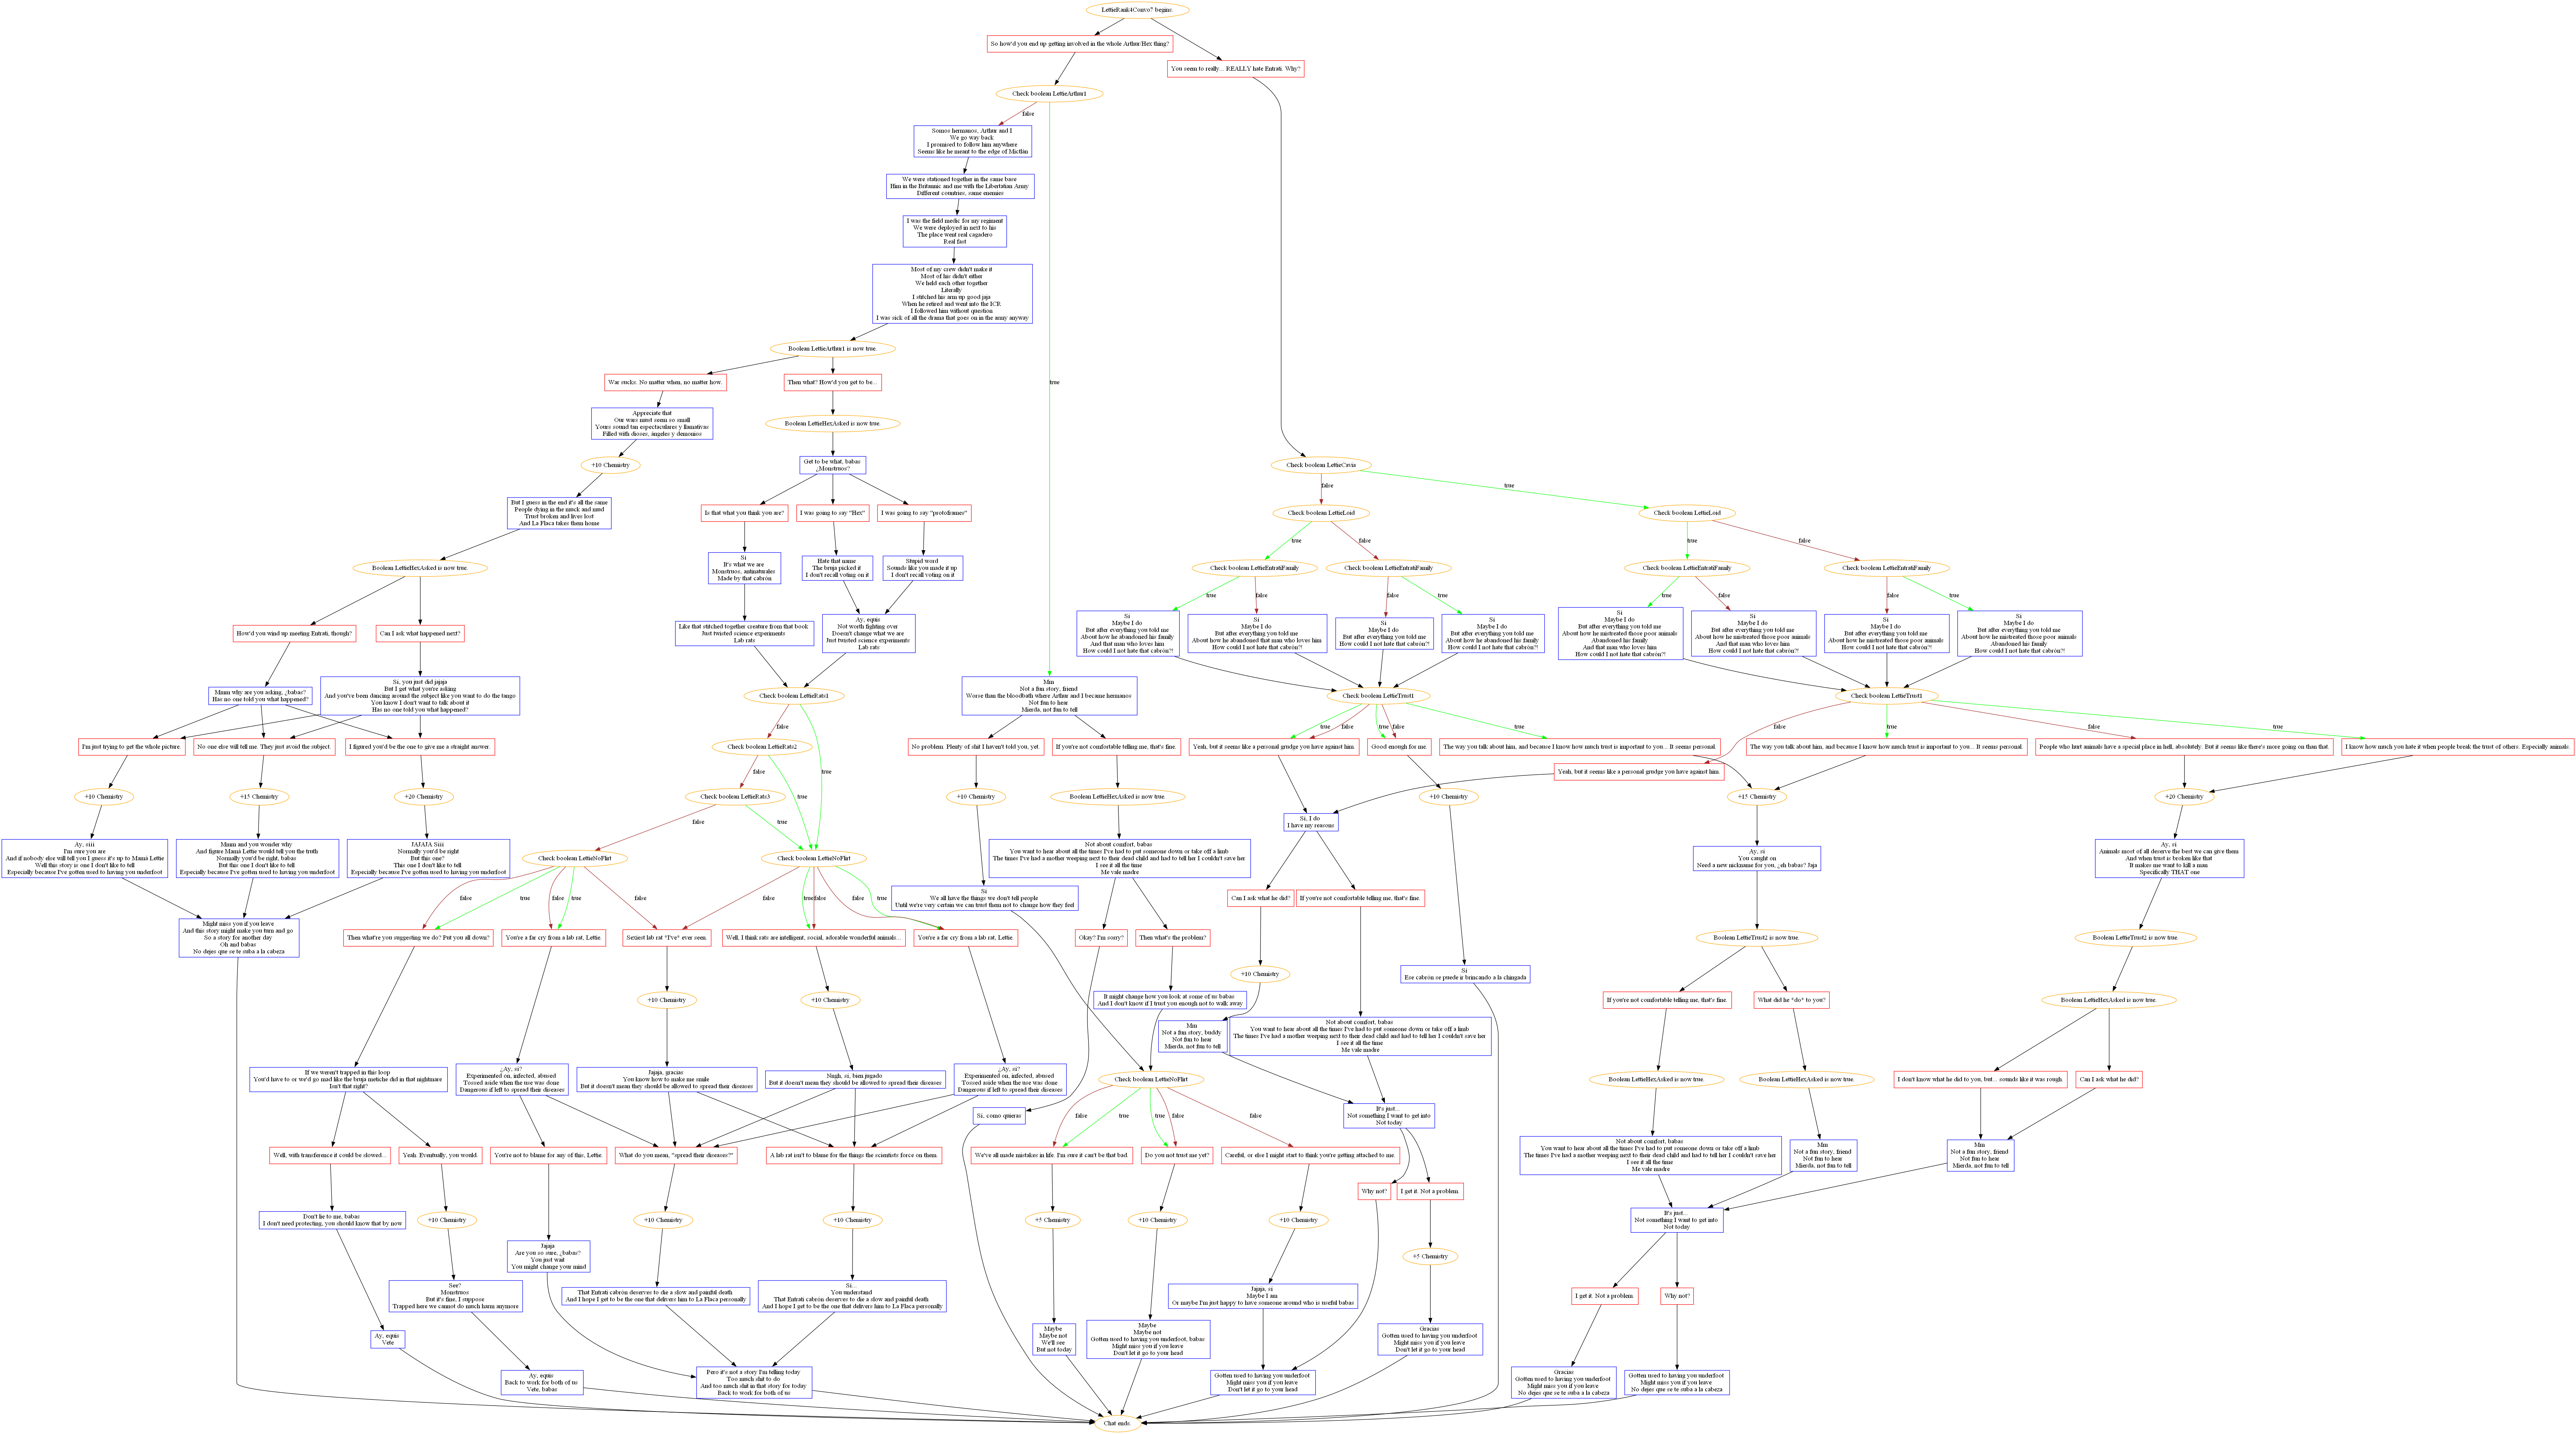 LettieRank4Convo7 begins.
So how'd you end up getting involved in the whole Arthur/Hex thing?
You seem to really... REALLY hate Entrati. Why?
Check boolean LettieArthur1
false
true
Somos hermanos, Arthur and I
We go way back
I promised to follow him anywhere
Seems like he meant to the edge of Mictlān
We were stationed together in the same base
Him in the Britannic and me with the Libertatian Army
Different countries, same enemies
I was the field medic for my regiment
We were deployed in next to his
The place went real cagadero
Real fast
Most of my crew didn't make it
Most of his didn't either
We held each other together
Literally
I stitched his arm up good jaja
When he retired and went into the ICR
I followed him without question
I was sick of all the drama that goes on in the army anyway
Boolean LettieArthur1 is now true.
War sucks. No matter when, no matter how.
Then what? How'd you get to be...
Appreciate that
Our wars must seem so small
Yours sound tan espectaculares y llamativas
Filled with dioses, ángeles y demonios
Boolean LettieHexAsked is now true.
+10 Chemistry
Get to be what, babas
¿Monstruos?
Check boolean LettieCavia
false
true
But I guess in the end it's all the same
People dying in the muck and mud
Trust broken and lives lost
And La Flaca takes them home
Is that what you think you are?
I was going to say "Hex"
I was going to say "protoframes"
Check boolean LettieLoid
Check boolean LettieLoid
true
false
true
false
Boolean LettieHexAsked is now true.
Sí
It's what we are
Monstruos, antinaturales
Made by that cabrón
Hate that name
The bruja picked it
I don't recall voting on it
Stupid word
Sounds like you made it up
I don't recall voting on it
Check boolean LettieEntratiFamily
Check boolean LettieEntratiFamily
Check boolean LettieEntratiFamily
Check boolean LettieEntratiFamily
true
false
false
true
true
false
false
true
How'd you wind up meeting Entrati, though?
Can I ask what happened next?
Like that stitched together creature from that book
Just twisted science experiments
Lab rats
Ay, equis
Not worth fighting over
Doesn't change what we are
Just twisted science experiments
Lab rats
Sí
Maybe I do
But after everything you told me
About how he abandoned his family
And that man who loves him
How could I not hate that cabrón?!
Sí
Maybe I do
But after everything you told me
About how he abandoned that man who loves him
How could I not hate that cabrón?!
Sí
Maybe I do
But after everything you told me
How could I not hate that cabrón?!
Sí
Maybe I do
But after everything you told me
About how he abandoned his family
How could I not hate that cabrón?!
Sí
Maybe I do
But after everything you told me
About how he mistreated those poor animals
Abandoned his family
And that man who loves him
How could I not hate that cabrón?!
Sí
Maybe I do
But after everything you told me
About how he mistreated those poor animals
And that man who loves him
How could I not hate that cabrón?!
Sí
Maybe I do
But after everything you told me
About how he mistreated those poor animals
How could I not hate that cabrón?!
Sí
Maybe I do
But after everything you told me
About how he mistreated those poor animals
Abandoned his family
How could I not hate that cabrón?!
Mmm why are you asking, ¿babas?
Has no one told you what happened?
Sí, you just did jajaja
But I get what you're asking
And you've been dancing around the subject like you want to do the tango
You know I don't want to talk about it
Has no one told you what happened?
Check boolean LettieRats1
false
true
Mm
Not a fun story, friend
Worse than the bloodbath where Arthur and I became hermanos
Not fun to hear
Mierda, not fun to tell
Check boolean LettieTrust1
true
false
true
false
true
Check boolean LettieTrust1
false
true
false
true
I'm just trying to get the whole picture.
No one else will tell me. They just avoid the subject.
I figured you'd be the one to give me a straight answer.
Check boolean LettieRats2
false
true
No problem. Plenty of shit I haven't told you, yet.
If you're not comfortable telling me, that's fine.
Yeah, but it seems like a personal grudge you have against him.
Good enough for me.
The way you talk about him, and because I know how much trust is important to you... It seems personal.
The way you talk about him, and because I know how much trust is important to you... It seems personal.
People who hurt animals have a special place in hell, absolutely. But it seems like there's more going on than that.
I know how much you hate it when people break the trust of others. Especially animals.
Yeah, but it seems like a personal grudge you have against him.
+10 Chemistry
+15 Chemistry
+20 Chemistry
Check boolean LettieRats3
false
true
+10 Chemistry
Boolean LettieHexAsked is now true.
+10 Chemistry
+15 Chemistry
+20 Chemistry
Sí, I do
I have my reasons
Ay, síii
I'm sure you are
And if nobody else will tell you I guess it's up to Mamá Lettie
Well this story is one I don't like to tell
Especially because I've gotten used to having you underfoot
Mmm and you wonder why
And figure Mamá Lettie would tell you the truth
Normally you'd be right, babas
But this one I don't like to tell
Especially because I've gotten used to having you underfoot
JAJAJA Síii
Normally you'd be right
But this one?
This one I don't like to tell
Especially because I've gotten used to having you underfoot
Check boolean LettieNoFlirt
Check boolean LettieNoFlirt
false
true
false
true
false
false
true
false
false
true
Not about comfort, babas
You want to hear about all the times I've had to put someone down or take off a limb
The times I've had a mother weeping next to their dead child and had to tell her I couldn't save her
I see it all the time
Me vale madre
Ay, sí
You caught on
Need a new nickname for you, ¿eh babas? Jaja
Ay, sí
Animals most of all deserve the best we can give them
And when trust is broken like that
It makes me want to kill a man
Specifically THAT one
Sí
We all have the things we don't tell people
Until we're very certain we can trust them not to change how they feel
Can I ask what he did?
If you're not comfortable telling me, that's fine.
Might miss you if you leave
And this story might make you turn and go
So a story for another day
Oh and babas
No dejes que se te suba a la cabeza
Then what're you suggesting we do? Put you all down?
You're a far cry from a lab rat, Lettie.
Sexiest lab rat *I've* ever seen.
Well, I think rats are intelligent, social, adorable wonderful animals...
You're a far cry from a lab rat, Lettie.
Okay? I'm sorry?
Then what's the problem?
Boolean LettieTrust2 is now true.
Boolean LettieTrust2 is now true.
+10 Chemistry
Sí
Ese cabrón se puede ir brincando a la chingada
+10 Chemistry
+10 Chemistry
It might change how you look at some of us babas
And I don't know if I trust you enough not to walk away
If you're not comfortable telling me, that's fine.
What did he *do* to you?
Boolean LettieHexAsked is now true.
Mm
Not a fun story, buddy
Not fun to hear
Mierda, not fun to tell
Not about comfort, babas
You want to hear about all the times I've had to put someone down or take off a limb
The times I've had a mother weeping next to their dead child and had to tell her I couldn't save her
I see it all the time
Me vale madre
If we weren't trapped in this loop
You'd have to or we'd go mad like the bruja metiche did in that nightmare
Isn't that right?
¿Ay, sí?
Experimented on, infected, abused
Tossed aside when the use was done
Dangerous if left to spread their diseases
Jajaja, gracias
You know how to make me smile
But it doesn't mean they should be allowed to spread their diseases
Nngh, sí, bien jugado
But it doesn't mean they should be allowed to spread their diseases
¿Ay, sí?
Experimented on, infected, abused
Tossed aside when the use was done
Dangerous if left to spread their diseases
Check boolean LettieNoFlirt
false
true
true
false
false
Boolean LettieHexAsked is now true.
Boolean LettieHexAsked is now true.
I don't know what he did to you, but... sounds like it was rough.
Can I ask what he did?
Sí, como quieras
It's just...
Not something I want to get into
Not today
Well, with transference it could be slowed...
Yeah. Eventually, you would.
You're not to blame for any of this, Lettie.
What do you mean, "spread their diseases?"
A lab rat isn't to blame for the things the scientists force on them.
We've all made mistakes in life. I'm sure it can't be that bad.
Do you not trust me yet?
Careful, or else I might start to think you're getting attached to me.
Not about comfort, babas
You want to hear about all the times I've had to put someone down or take off a limb
The times I've had a mother weeping next to their dead child and had to tell her I couldn't save her
I see it all the time
Me vale madre
Mm
Not a fun story, friend
Not fun to hear
Mierda, not fun to tell
Mm
Not a fun story, friend
Not fun to hear
Mierda, not fun to tell
Why not?
I get it. Not a problem.
Don't lie to me, babas
I don't need protecting, you should know that by now
+10 Chemistry
+10 Chemistry
+10 Chemistry
+5 Chemistry
+10 Chemistry
+10 Chemistry
It's just...
Not something I want to get into
Not today
Jajaja
Are you so sure, ¿babas?
You just wait
You might change your mind
+5 Chemistry
See?
Monstruos
But it's fine, I suppose
Trapped here we cannot do much harm anymore
That Entrati cabrón deserves to die a slow and painful death
And I hope I get to be the one that delivers him to La Flaca personally
Sí...
You understand
That Entrati cabrón deserves to die a slow and painful death
And I hope I get to be the one that delivers him to La Flaca personally
Jajaja, sí
Maybe I am
Or maybe I'm just happy to have someone around who is useful babas
I get it. Not a problem.
Why not?
Ay, equis
Vete
Maybe
Maybe not
We'll see
But not today
Maybe
Maybe not
Gotten used to having you underfoot, babas
Might miss you if you leave
Don't let it go to your head
Gracias
Gotten used to having you underfoot
Might miss you if you leave
Don't let it go to your head
Ay, equis
Back to work for both of us
Vete, babas
Pero it's not a story I'm telling today
Too much shit to do
And too much shit in that story for today
Back to work for both of us
Gotten used to having you underfoot
Might miss you if you leave
Don't let it go to your head
Gracias
Gotten used to having you underfoot
Might miss you if you leave
No dejes que se te suba a la cabeza
Gotten used to having you underfoot
Might miss you if you leave
No dejes que se te suba a la cabeza
Chat ends.